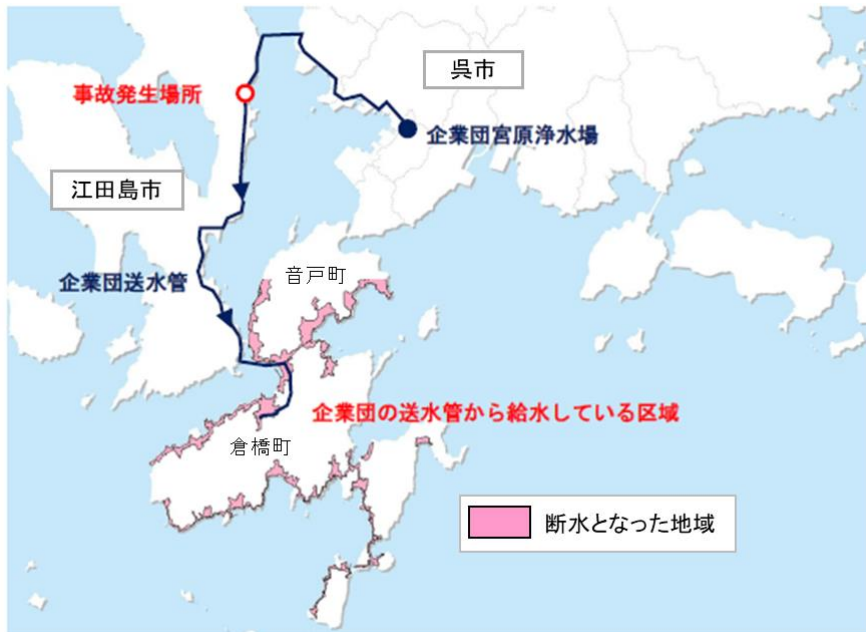 呉市
事故発生場所
企業団宮原浄水場
江田島市
企業団送水管
音戸町
企業団の送水管から給水している区域
倉橋町
断水となった地域